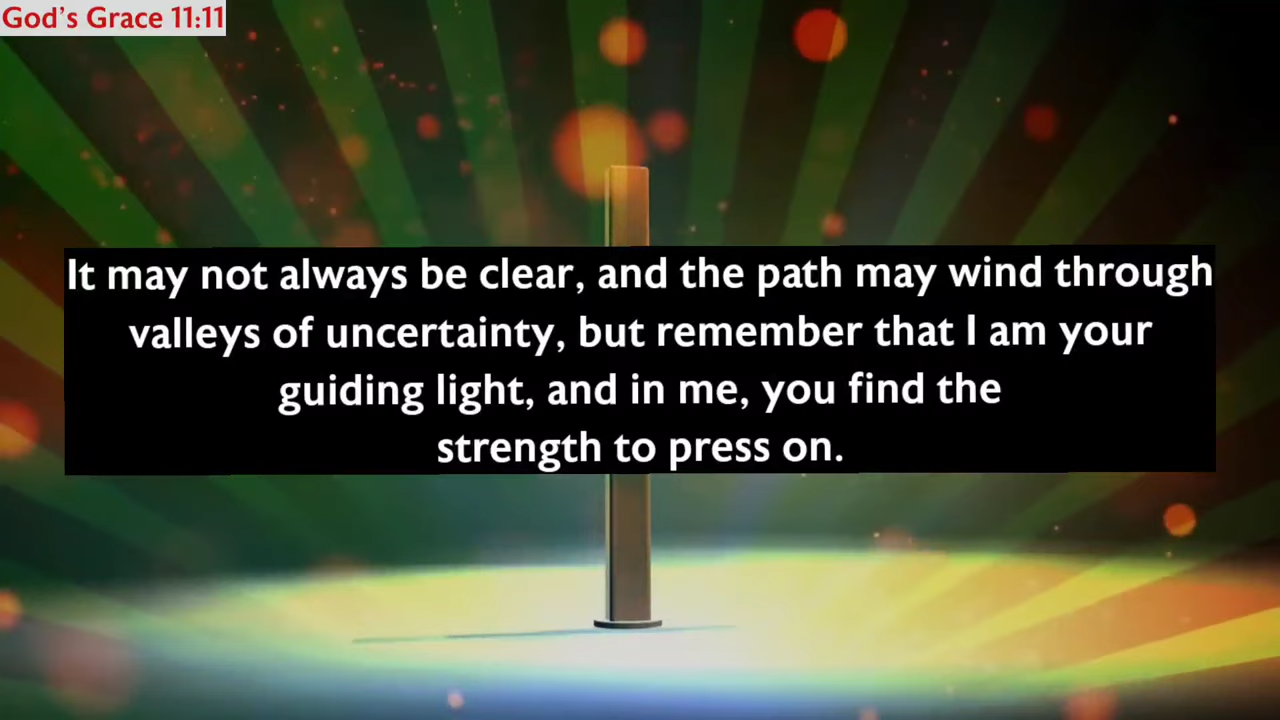 God's Grace 11:11
It may not always be clear, and the path may wind through
valleys of uncertainty, but remember that I am your
guiding light, and in me, you find the
strength to press on.